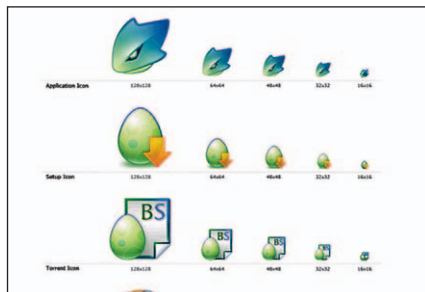 Application Icon 128x128 64x64 48x48 32x32 16x16
Setup Icon 128x128 64x64 48x48 32x32 16x16
BS
Torrent Icon 128x128 64x64 48x48 32x32 16x16